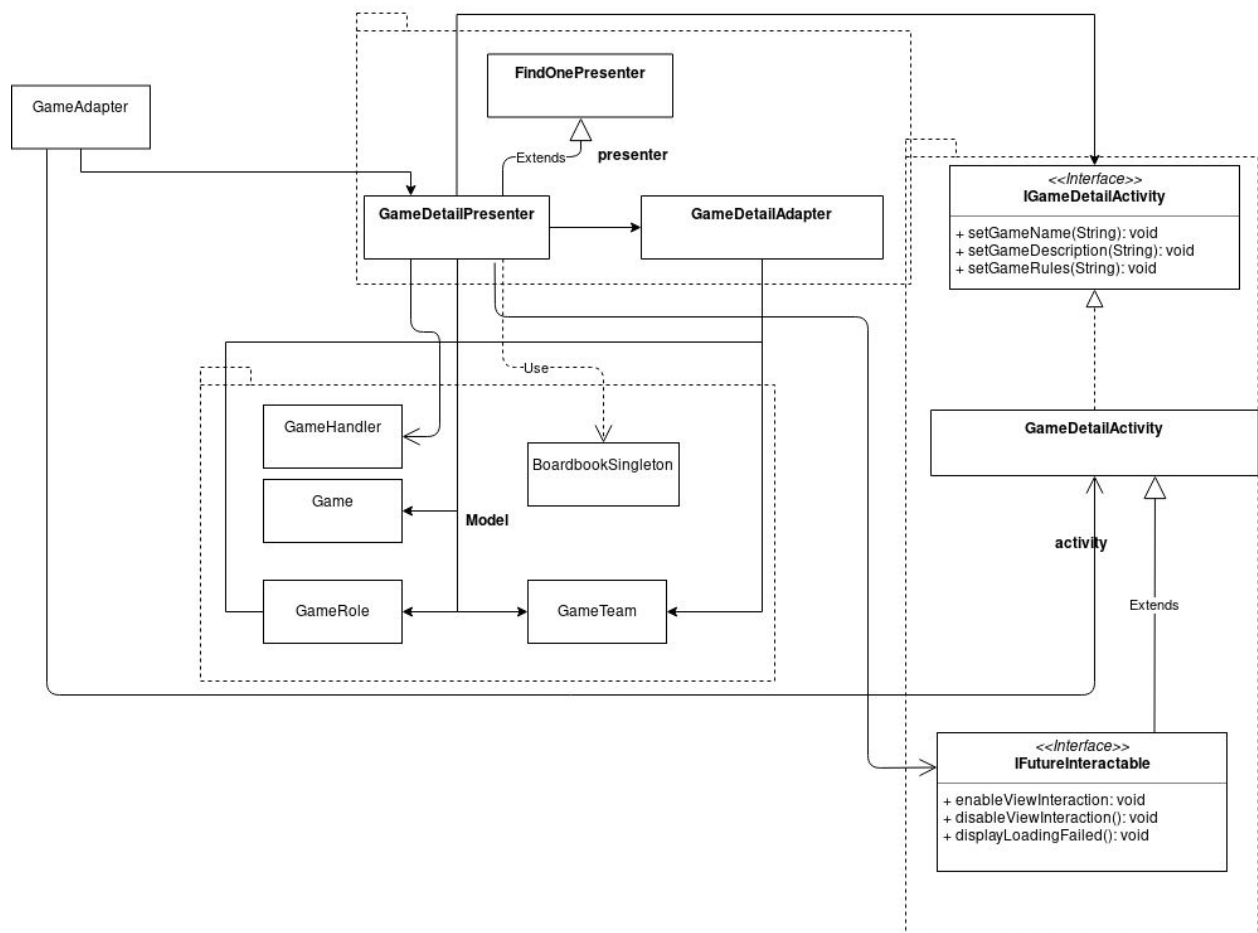 FindOnePresenter
GameAdapter
Extends
presenter
<<Interface>>
IGameDetailActivity
+ setGameName(String): void
+ setGameDescription(String): void
+ setGameRules(String): void
GameDetailPresenter
GameDetailAdapter
Use
GameHandler
BoardbookSingleton
GameDetailActivity
Game
Model
activity
GameRole
GameTeam
Extends
<<Interface>>
IFutureInteractable
+ enableViewInteraction: void
+ disableViewInteraction(): void
+ displayLoadingFailed(): void